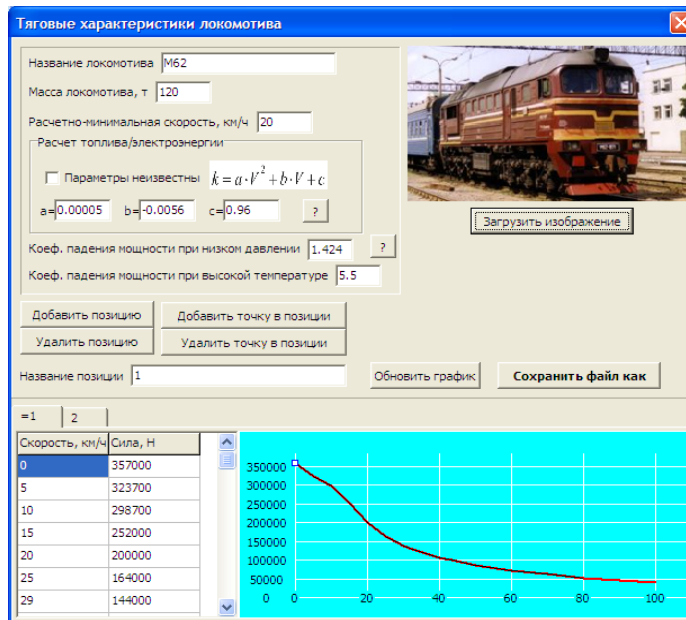 Тяговые характеристики локомотива
Название локомотива М62
Масса локомотива, т 120
Расчетно-минимальная скорость, км/ч 20
Расчет топлива/электроэнергии
Параметры неизвестны k=a·V²+b·V+c
a=0.00005 b=-0.0056 c=0.96 ?
Коеф. падения мощности при низком давлении 1.424 ?
Коеф. падения мощности при высокой температуре 5.5
Загрузить изображение
Добавить позицию Добавить точку в позиции
Удалить позицию Удалить точку в позиции
Название позиции 1 Обновить график Сохранить файл как
=1 2
Скорость, км/ч Сила, Н
0 357000
5 323700
10 298700
15 252000
20 200000
25 164000
29 144000
350000
300000
250000
200000
150000
100000
50000
0 0 20 40 60 80 100